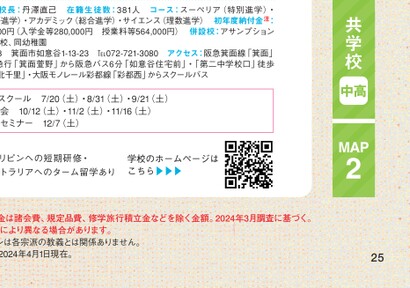 校長：丹澤直己　在籍生徒数：381人　コース：スーペリア（特別進学）・
・アカデミック（総合進学）・サイエンス（理数進学）　初年度納付金注：
00円（入学金等280,000円　授業料等564,000円）　併設校：アサンプション
校、同幼稚園
箕面市如意谷1-13-23　Tel072-721-3080　アクセス：阪急箕面線「箕面」
急行「箕面萱野」から阪急バス6分「如意谷住宅前」・「第二中学校口」徒歩
北千里」・大阪モノレール彩都線「彩都西」からスクールバス
スクール　7/20（土）・8/31（土）・9/21（土）
会　10/12（土）・11/2（土）・11/16（土）
セミナー　12/7（土）
リピンへの短期研修・
トラリアへのターム留学あり
学校のホームページは
こちら▶▶▶
共学校
中高
MAP
2
金は諸会費、規定品費、修学旅行積立金などを除く金額。2024年3月調査に基づく。
により異なる場合があります。
ンは各宗派の教義とは関係ありません。
2024年4月1日現在。
25